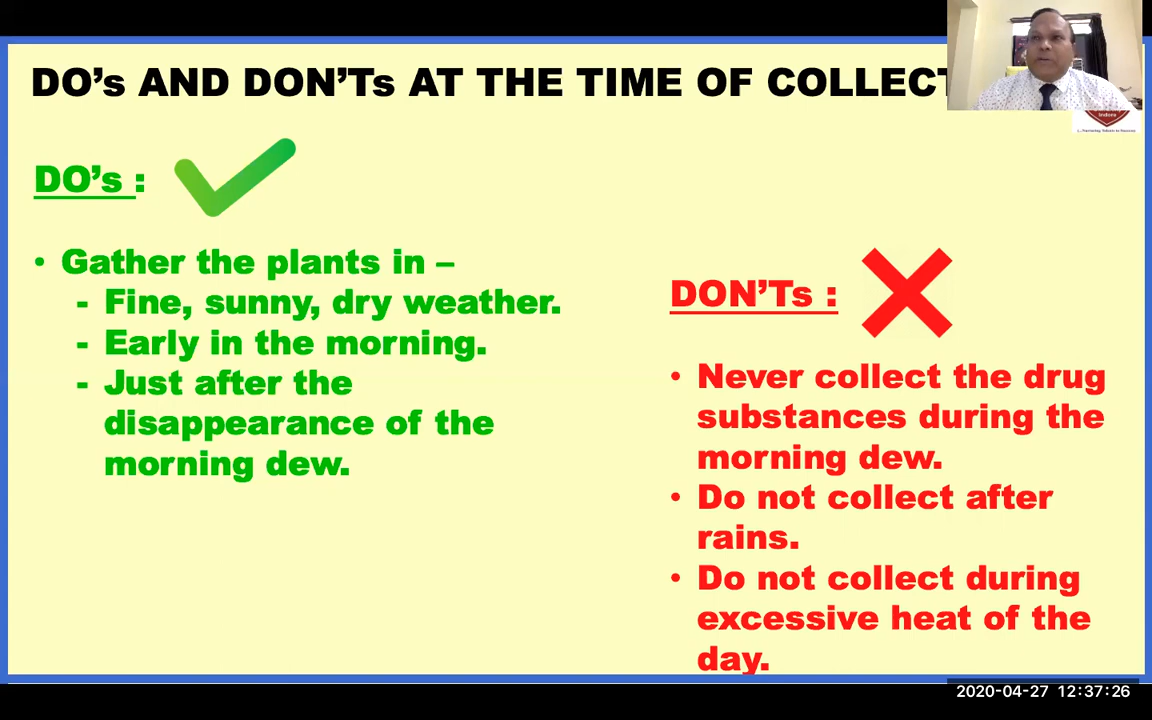 DO's AND DON'Ts AT THE TIME OF COLLECT
DO's :
• Gather the plants in –
- Fine, sunny, dry weather.
- Early in the morning.
- Just after the
disappearance of the
morning dew.
DON'Ts :
• Never collect the drug
substances during the
morning dew.
• Do not collect after
rains.
• Do not collect during
excessive heat of the
day.
Indore
2020-04-27 12:37:26